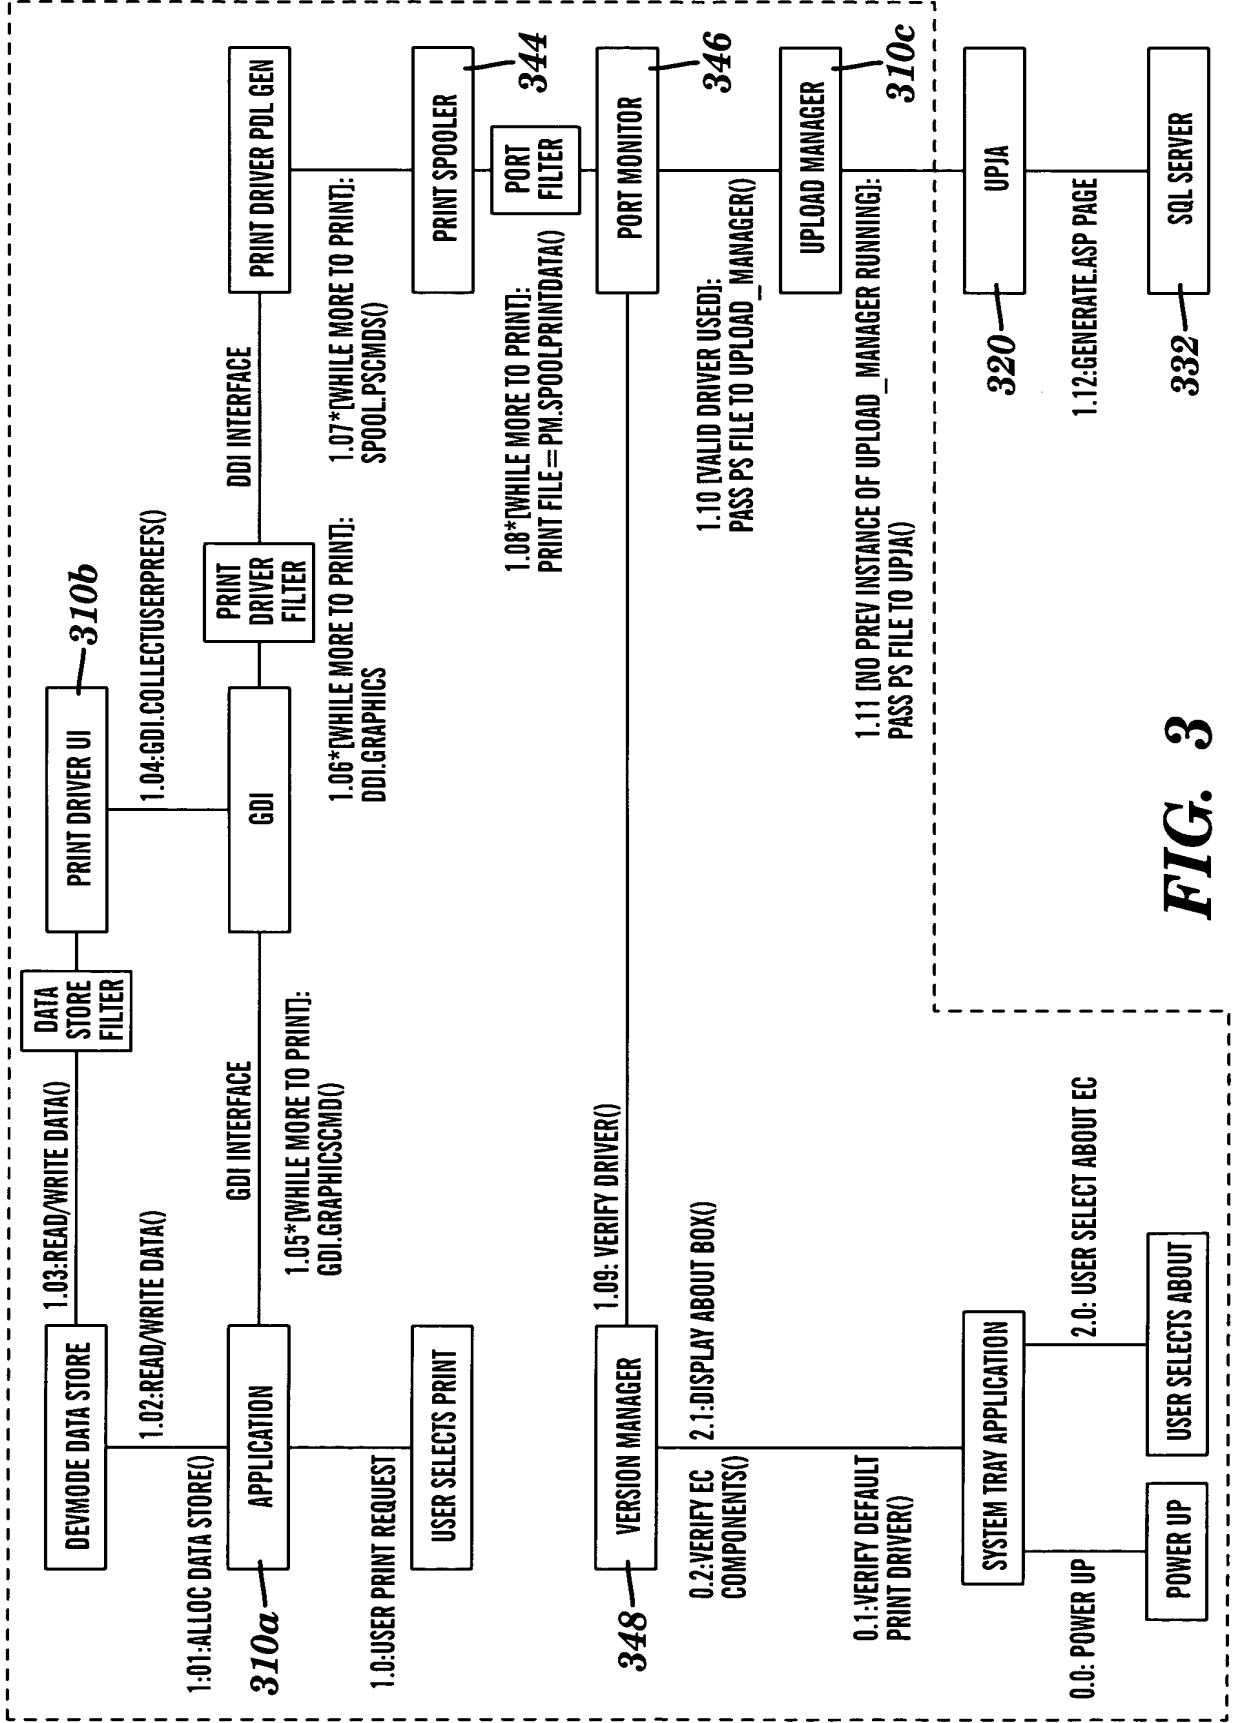 DEVMODE DATA STORE
1.03:READ/WRITE DATA()
DATA
STORE
FILTER
PRINT DRIVER UI
310b
1:01:ALLOC DATA STORE()
1.02:READ/WRITE DATA()
1.04:GDI.COLLECTUSERPREFS()
310a
APPLICATION
GDI INTERFACE
1.05*[WHILE MORE TO PRINT]:
GDI.GRAPHICSCMD()
GDI
PRINT
DRIVER
FILTER
DDI INTERFACE
PRINT DRIVER PDL GEN
1.06*[WHILE MORE TO PRINT]:
DDI.GRAPHICS
1.07*[WHILE MORE TO PRINT]:
SPOOL.PSCMDS()
1.0:USER PRINT REQUEST
USER SELECTS PRINT
PRINT SPOOLER
344
PORT
FILTER
1.08*[WHILE MORE TO PRINT]:
PRINT FILE=PM.SPOOLPRINTDATA()
348
VERSION MANAGER
1.09: VERIFY DRIVER()
PORT MONITOR
346
0.2:VERIFY EC
COMPONENTS()
2.1:DISPLAY ABOUT BOX()
1.10 [VALID DRIVER USED]:
PASS PS FILE TO UPLOAD_MANAGER()
UPLOAD MANAGER
310c
0.1:VERIFY DEFAULT
PRINT DRIVER()
1.11 [NO PREV INSTANCE OF UPLOAD_MANAGER RUNNING]:
PASS PS FILE TO UPJA()
SYSTEM TRAY APPLICATION
320
UPJA
0.0: POWER UP
2.0: USER SELECT ABOUT EC
1.12:GENERATE.ASP PAGE
POWER UP
USER SELECTS ABOUT
332
SQL SERVER
FIG. 3